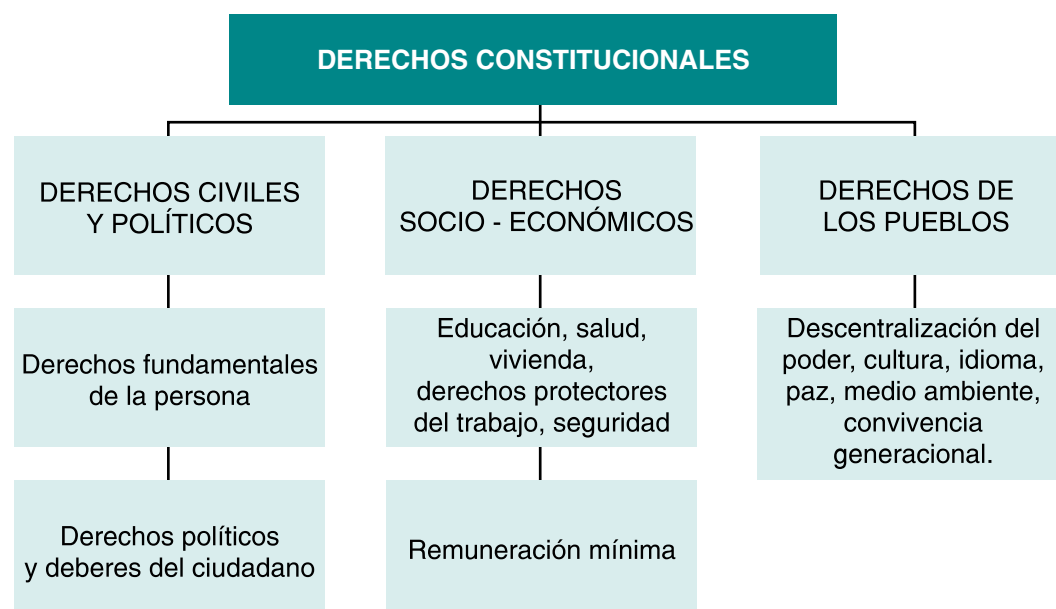 DERECHOS CONSTITUCIONALES
DERECHOS CIVILES
Y POLÍTICOS
DERECHOS
SOCIO - ECONÓMICOS
DERECHOS DE
LOS PUEBLOS
Derechos fundamentales
de la persona
Educación, salud,
vivienda,
derechos protectores
del trabajo, seguridad
Descentralización del
poder, cultura, idioma,
paz, medio ambiente,
convivencia
generacional.
Derechos políticos
y deberes del ciudadano
Remuneración mínima